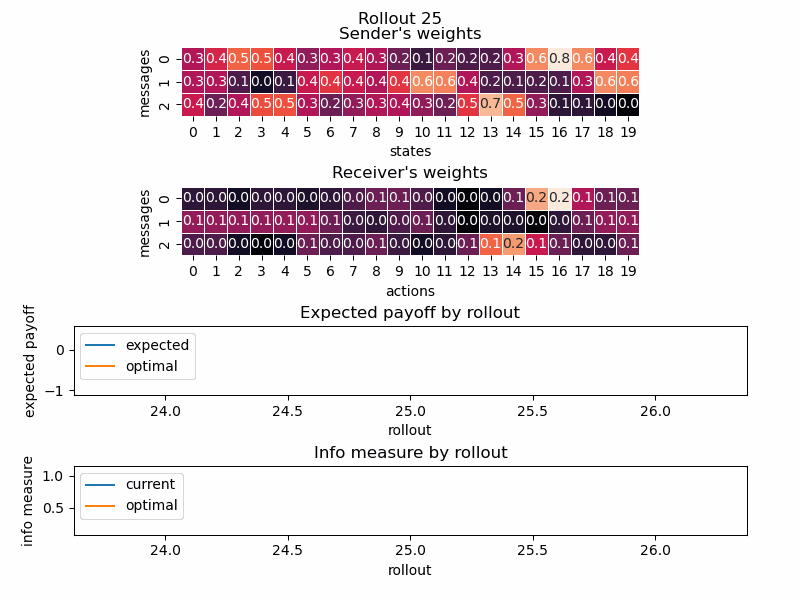 Rollout 25
Sender's weights
messages
0 0.3 0.4 0.5 0.5 0.4 0.3 0.3 0.4 0.3 0.2 0.1 0.2 0.2 0.2 0.3 0.6 0.8 0.6 0.4 0.4
1 0.3 0.3 0.1 0.0 0.1 0.4 0.4 0.4 0.4 0.4 0.6 0.6 0.4 0.2 0.1 0.2 0.1 0.3 0.6 0.6
2 0.4 0.2 0.4 0.5 0.5 0.3 0.2 0.3 0.3 0.4 0.3 0.2 0.5 0.7 0.5 0.3 0.1 0.1 0.0 0.0
0 1 2 3 4 5 6 7 8 9 10 11 12 13 14 15 16 17 18 19
states
Receiver's weights
messages
0 0.0 0.0 0.0 0.0 0.0 0.0 0.0 0.0 0.1 0.1 0.0 0.0 0.0 0.0 0.1 0.2 0.2 0.1 0.1 0.1
1 0.1 0.1 0.1 0.1 0.1 0.1 0.1 0.0 0.0 0.0 0.1 0.0 0.0 0.0 0.0 0.0 0.0 0.1 0.1 0.1
2 0.0 0.0 0.0 0.0 0.0 0.1 0.0 0.0 0.1 0.0 0.0 0.0 0.1 0.1 0.2 0.1 0.1 0.0 0.0 0.1
0 1 2 3 4 5 6 7 8 9 10 11 12 13 14 15 16 17 18 19
actions
Expected payoff by rollout
expected payoff
0
−1
expected
optimal
24.0 24.5 25.0 25.5 26.0
rollout
Info measure by rollout
info measure
1.0
0.5
current
optimal
24.0 24.5 25.0 25.5 26.0
rollout